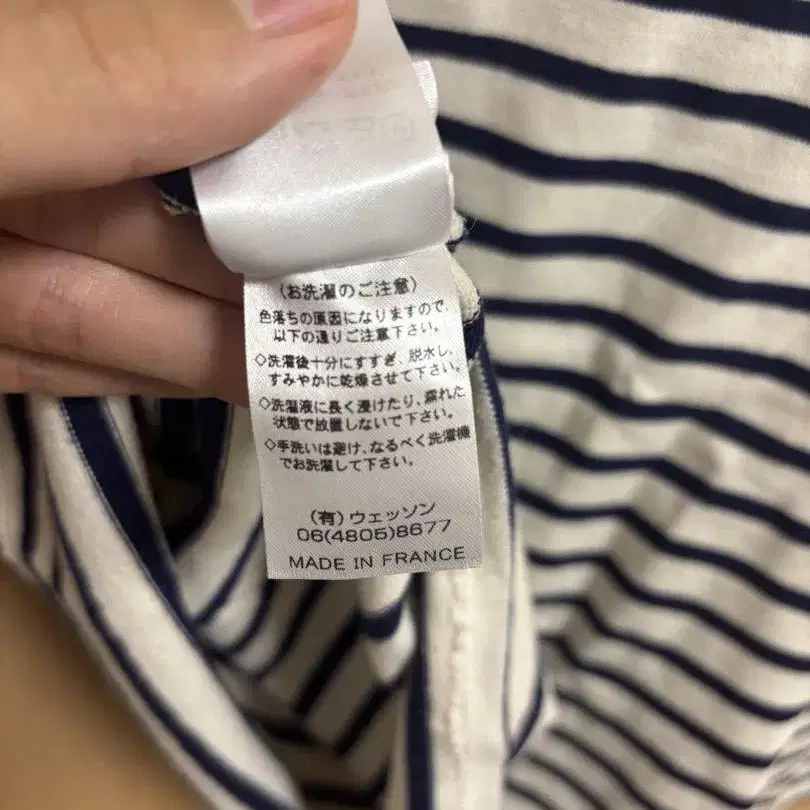 （お洗濯のご注意）
色落ちの原因になりますので、
以下の通りご注意下さい。
◇洗濯後十分にすすぎ、脱水し、
すみやかに乾燥させて下さい。
◇洗濯液に長く浸けたり、濡れた
状態で放置しないで下さい。
◇手洗いは避け、なるべく洗濯機
でお洗濯して下さい。
（有）ウェッソン
06(4805)8677
MADE IN FRANCE